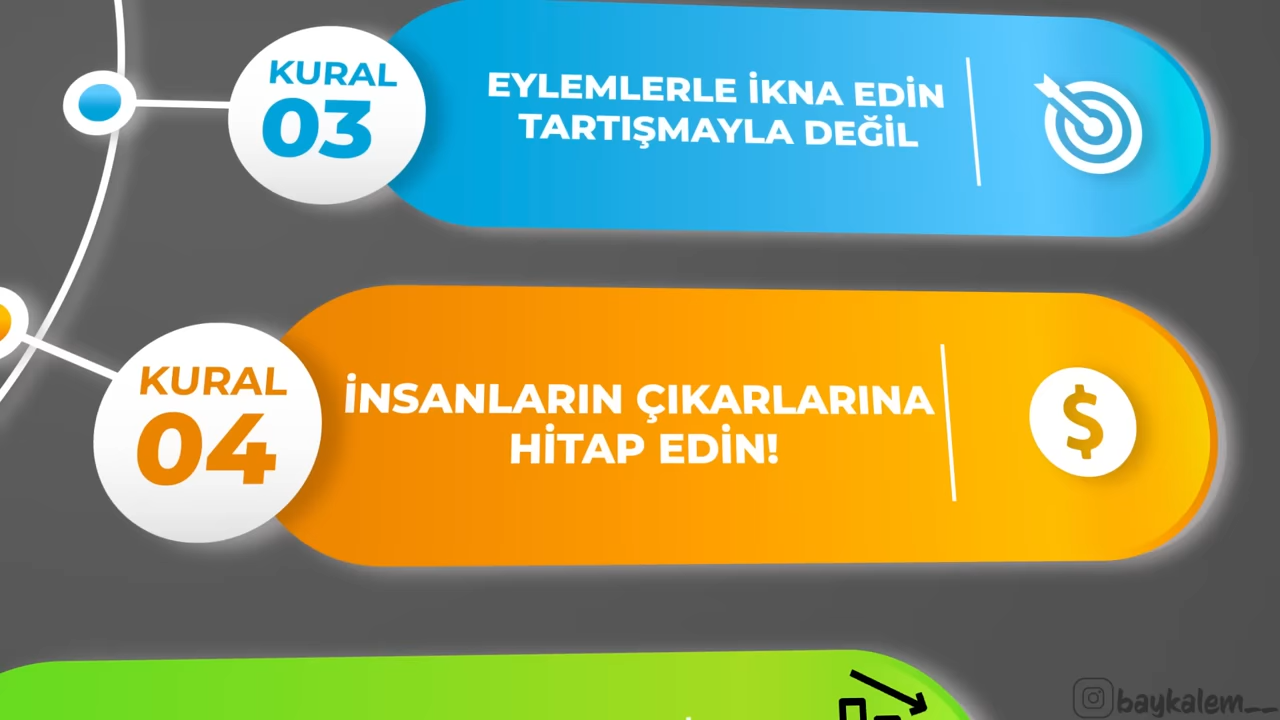 KURAL
03
EYLEMLERLE İKNA EDİN
TARTIŞMAYLA DEĞİL
KURAL
04
İNSANLARIN ÇIKARLARINA
HİTAP EDİN!
$
baykalem__